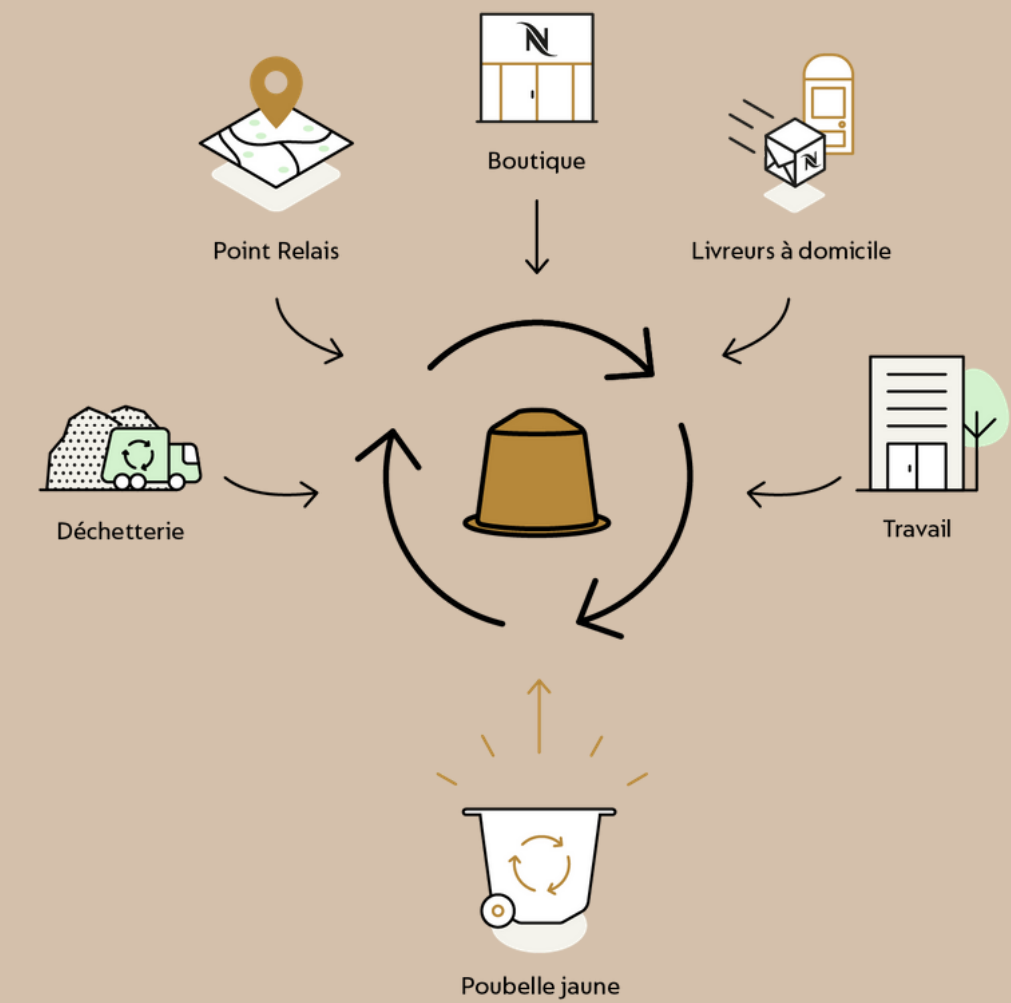 Boutique
Point Relais
Livreurs à domicile
Déchetterie
Travail
Poubelle jaune